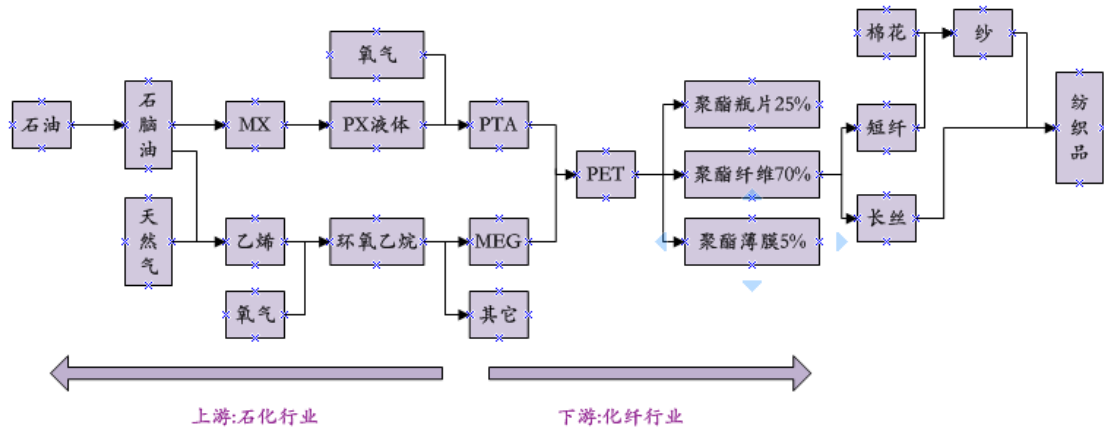 氧气
棉花
纱
石油
石脑油
MX
PX液体
PTA
聚酯瓶片25%
短纤
纺织品
PET
聚酯纤维70%
天然气
乙烯
环氧乙烷
MEG
聚酯薄膜5%
长丝
氧气
其它
上游:石化行业
下游:化纤行业